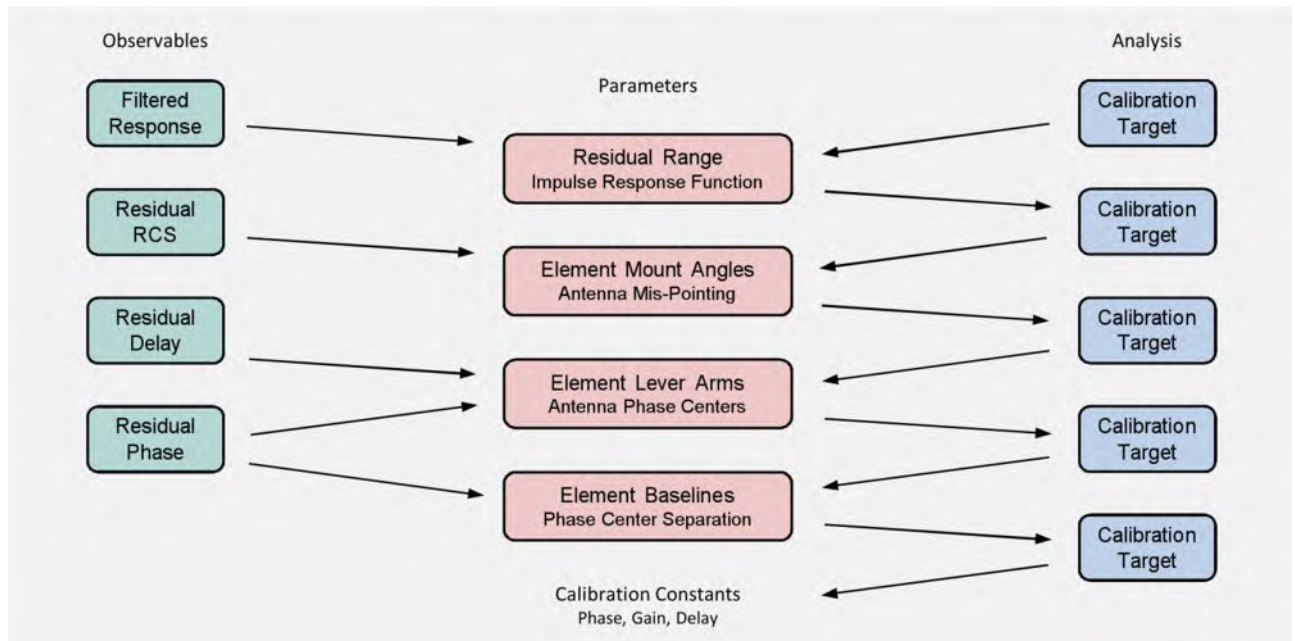 Observables
Filtered
Response
Residual
RCS
Residual
Delay
Residual
Phase
Parameters
Residual Range
Impulse Response Function
Element Mount Angles
Antenna Mis-Pointing
Element Lever Arms
Antenna Phase Centers
Element Baselines
Phase Center Separation
Calibration Constants
Phase, Gain, Delay
Analysis
Calibration
Target
Calibration
Target
Calibration
Target
Calibration
Target
Calibration
Target